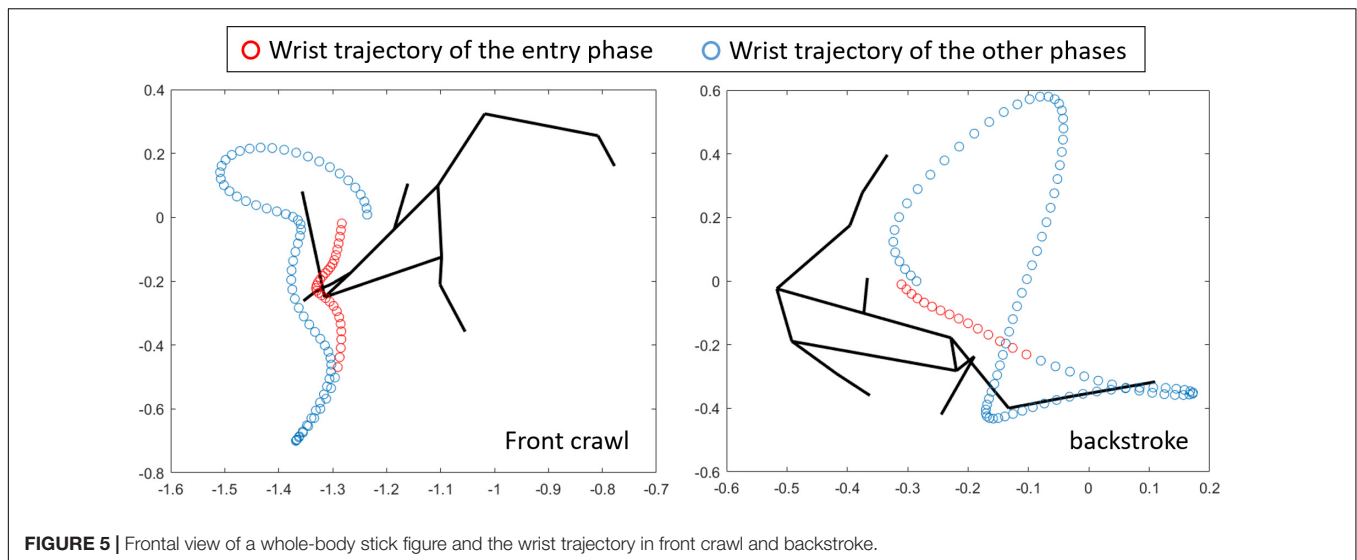 Wrist trajectory of the entry phase
Wrist trajectory of the other phases
0.4
0.2
0
-0.2
-0.4
-0.6
-0.8
-1.6 -1.5 -1.4 -1.3 -1.2 -1.1 -1 -0.9 -0.8 -0.7
Front crawl
0.6
0.4
0.2
0
-0.2
-0.4
-0.6
-0.6 -0.5 -0.4 -0.3 -0.2 -0.1 0 0.1 0.2
backstroke
FIGURE 5 | Frontal view of a whole-body stick figure and the wrist trajectory in front crawl and backstroke.